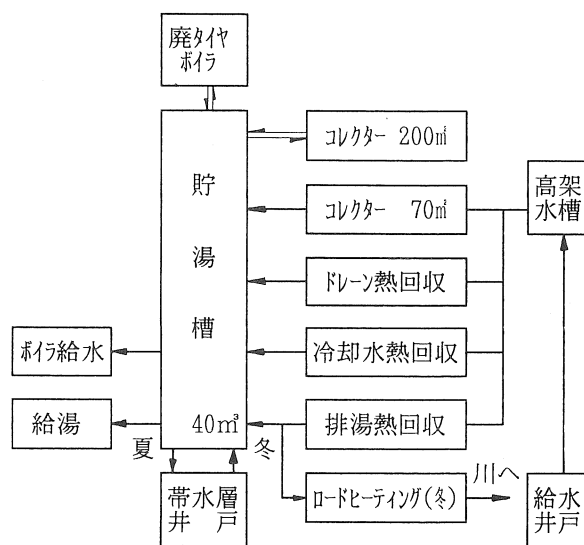 廃タイヤ
ボイラ
コレクター 200㎡
貯
湯
槽
40㎥
コレクター 70㎡
高架
水槽
ドレーン熱回収
ボイラ給水
冷却水熱回収
給湯
排湯熱回収
夏
冬
川へ
帯水層
井戸
ロードヒーティング(冬)
給水
井戸